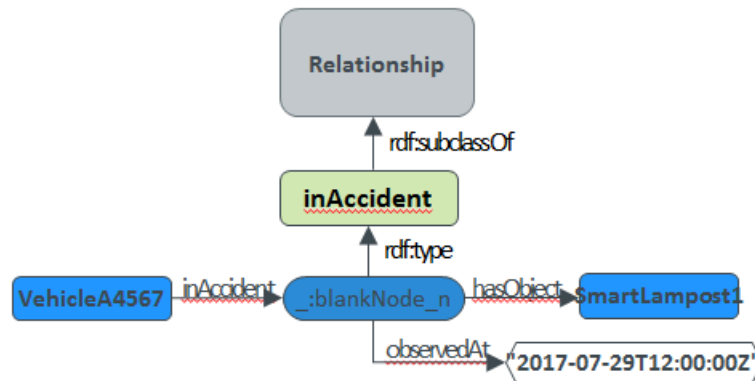 Relationship
rdf:subclassOf
inAccident
rdf:type
VehicleA4567
inAccident
_:blankNode_n
hasObject
SmartLampost1
observedAt
"2017-07-29T12:00:00Z"